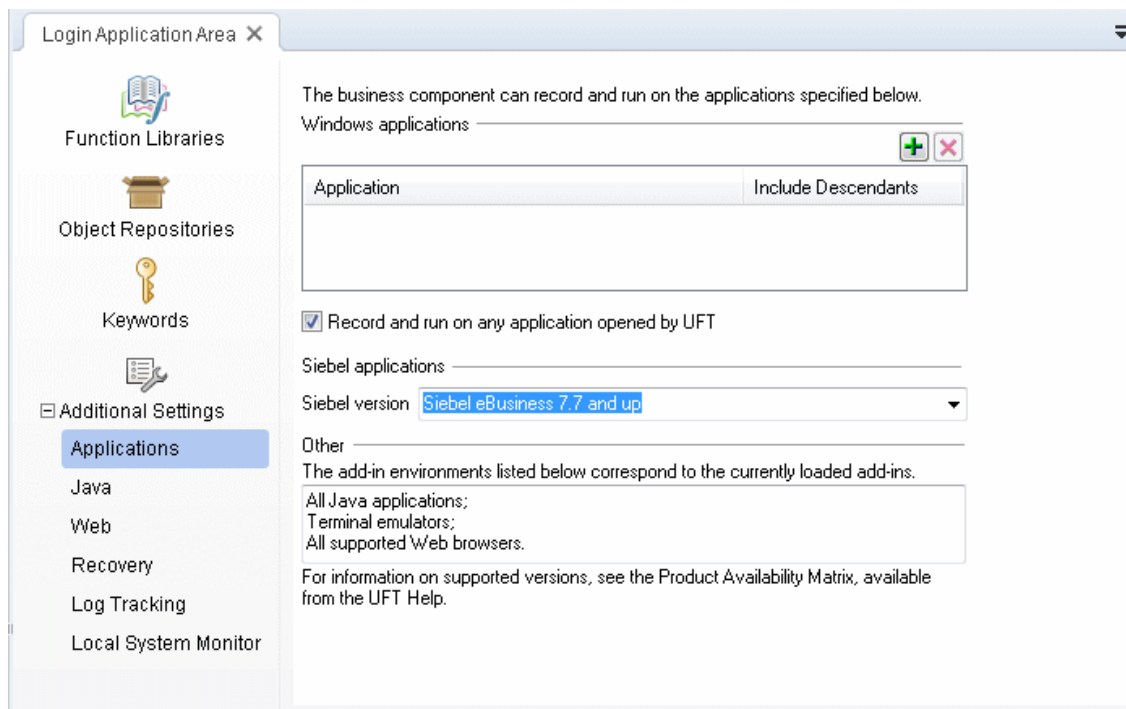 Login Application Area
Function Libraries
Object Repositories
Keywords
Additional Settings
Applications
Java
Web
Recovery
Log Tracking
Local System Monitor
The business component can record and run on the applications specified below.
Windows applications
Application Include Descendants
Record and run on any application opened by UFT
Siebel applications
Siebel version Siebel eBusiness 7.7 and up
Other
The add-in environments listed below correspond to the currently loaded add-ins.
All Java applications;
Terminal emulators;
All supported Web browsers.
For information on supported versions, see the Product Availability Matrix, available
from the UFT Help.